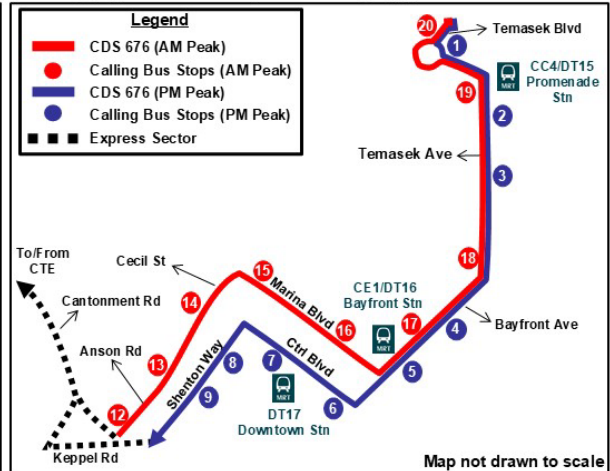 Legend
CDS 676 (AM Peak)
Calling Bus Stops (AM Peak)
CDS 676 (PM Peak)
Calling Bus Stops (PM Peak)
Express Sector
20
Temasek Blvd
1
MRT
CC4/DT15
Promenade
Stn
19
2
Temasek Ave
3
To/From
CTE
Cecil St
15
18
CE1/DT16
Bayfront Stn
Cantonment Rd
14
Marina Blvd
16
17
MRT
4
Bayfront Ave
Anson Rd
13
Shenton Way
8
7
Ctrl Blvd
5
9
MRT
6
12
DT17
Downtown Stn
Keppel Rd
Map not drawn to scale